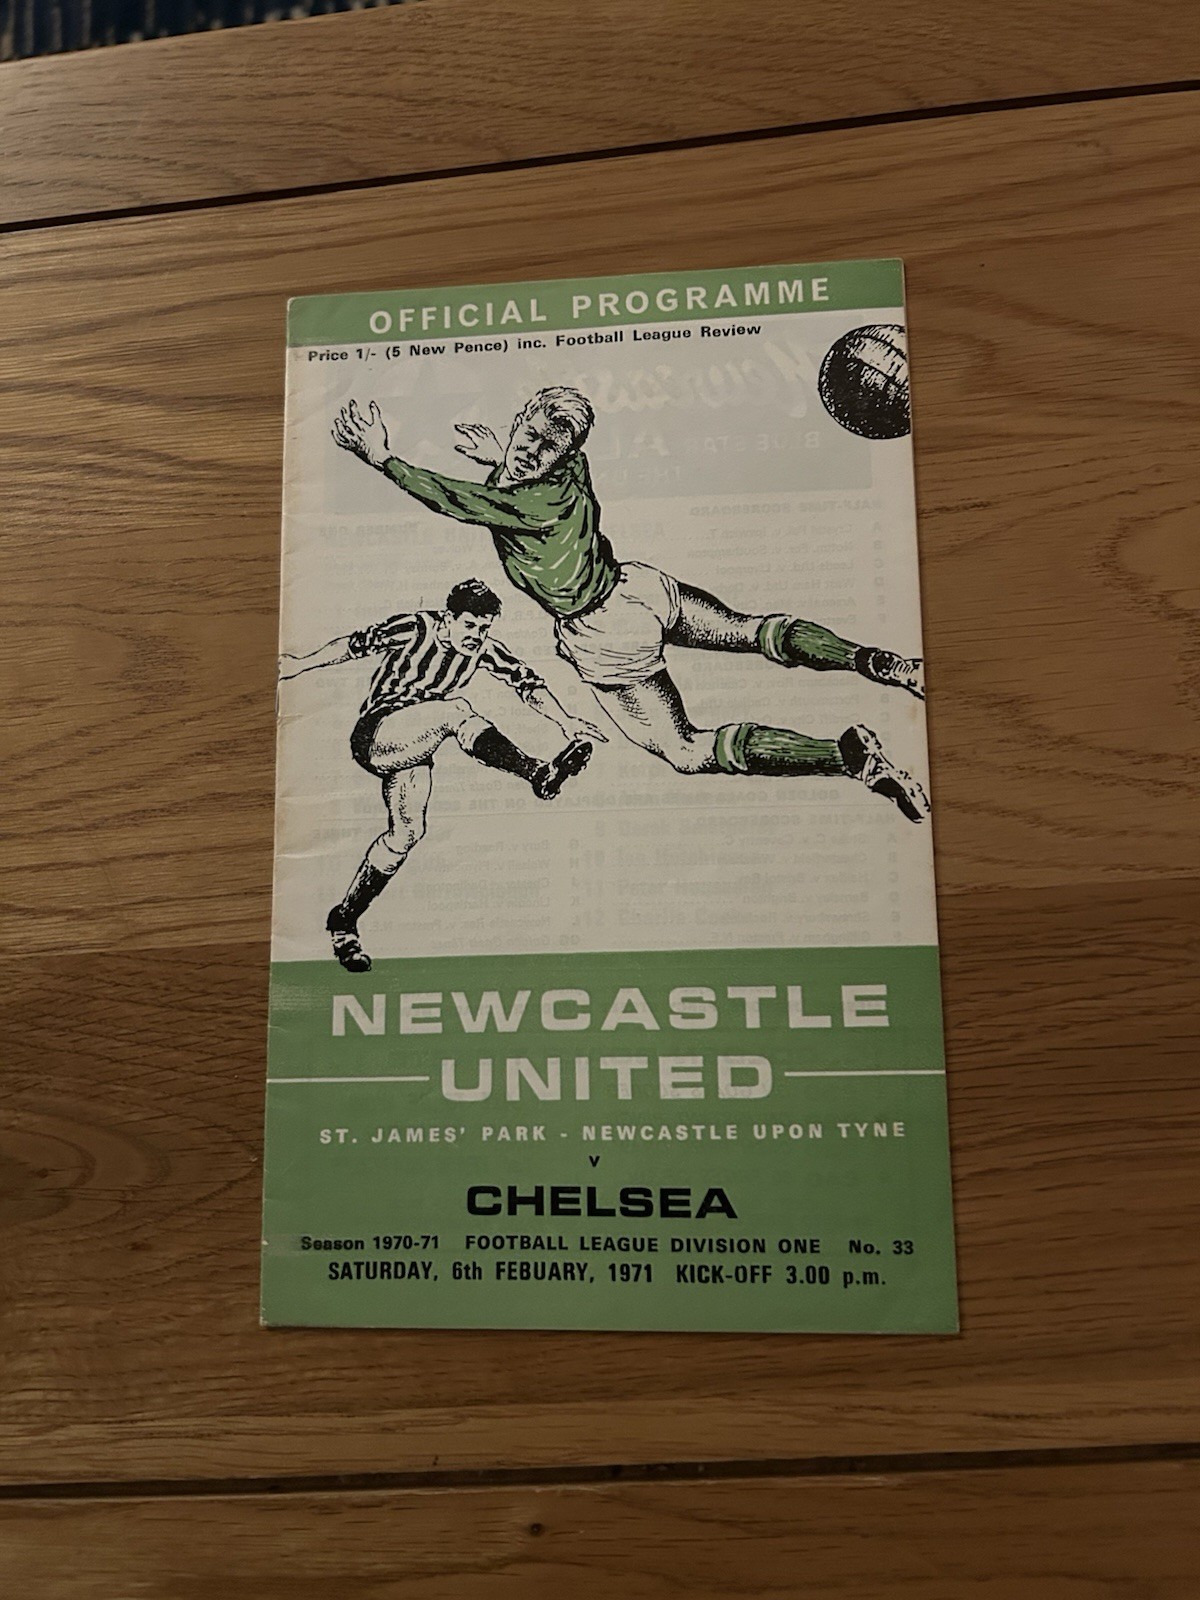 OFFICIAL PROGRAMME
Price 1/- (5 New Pence) inc. Football League Review
NEWCASTLE
UNITED
ST. JAMES' PARK - NEWCASTLE UPON TYNE
v
CHELSEA
Season 1970-71 FOOTBALL LEAGUE DIVISION ONE No. 33
SATURDAY, 6th FEBUARY, 1971 KICK-OFF 3.00 p.m.